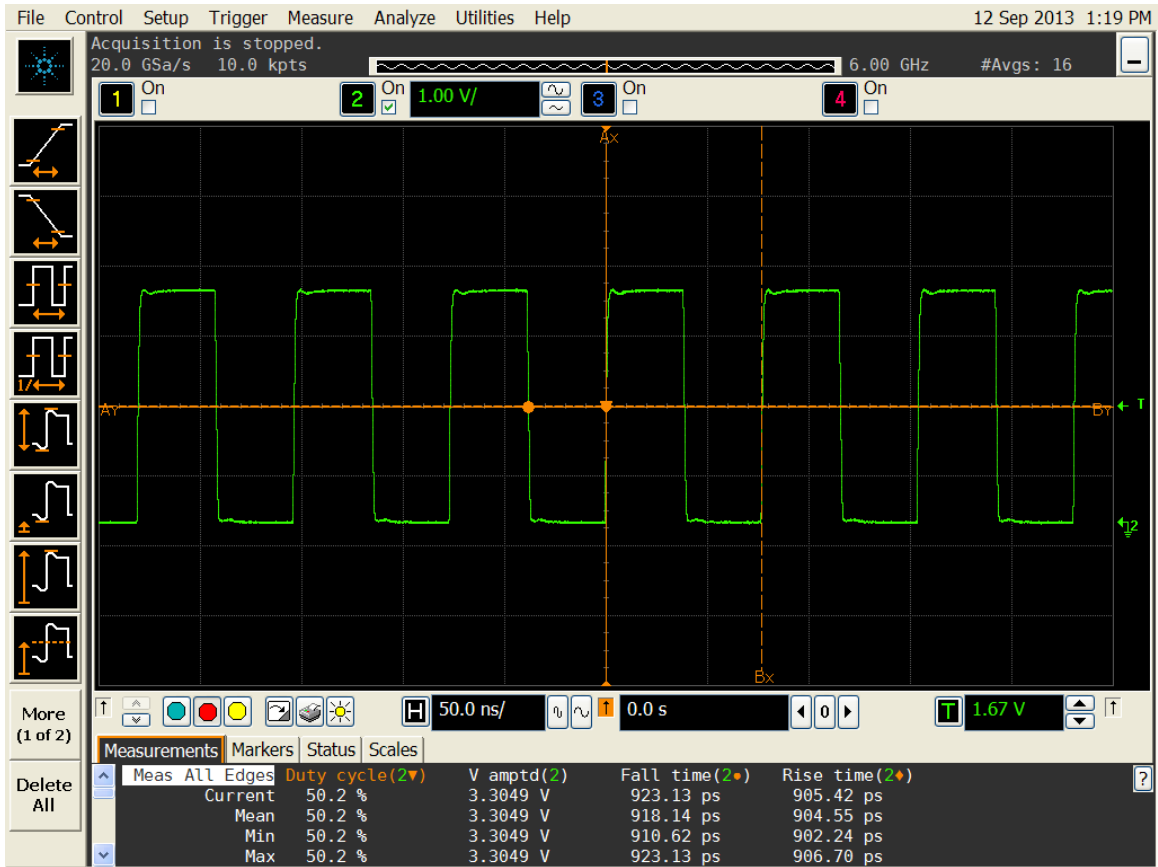 File Control Setup Trigger Measure Analyze Utilities Help 12 Sep 2013 1:19 PM
Acquisition is stopped.
20.0 GSa/s 10.0 kpts 6.00 GHz #Avgs: 16
1 On 2 On 1.00 V/ 3 On 4 On
Ax
1/
AY BY T
2
Bx
More
(1 of 2)
H 50.0 ns/ 0.0 s 0 T 1.67 V
Measurements Markers Status Scales
Delete
All
Meas All Edges Duty cycle(2▼) V amptd(2) Fall time(2●) Rise time(2♦) ?
Current 50.2 % 3.3049 V 923.13 ps 905.42 ps
Mean 50.2 % 3.3049 V 918.14 ps 904.55 ps
Min 50.2 % 3.3049 V 910.62 ps 902.24 ps
Max 50.2 % 3.3049 V 923.13 ps 906.70 ps